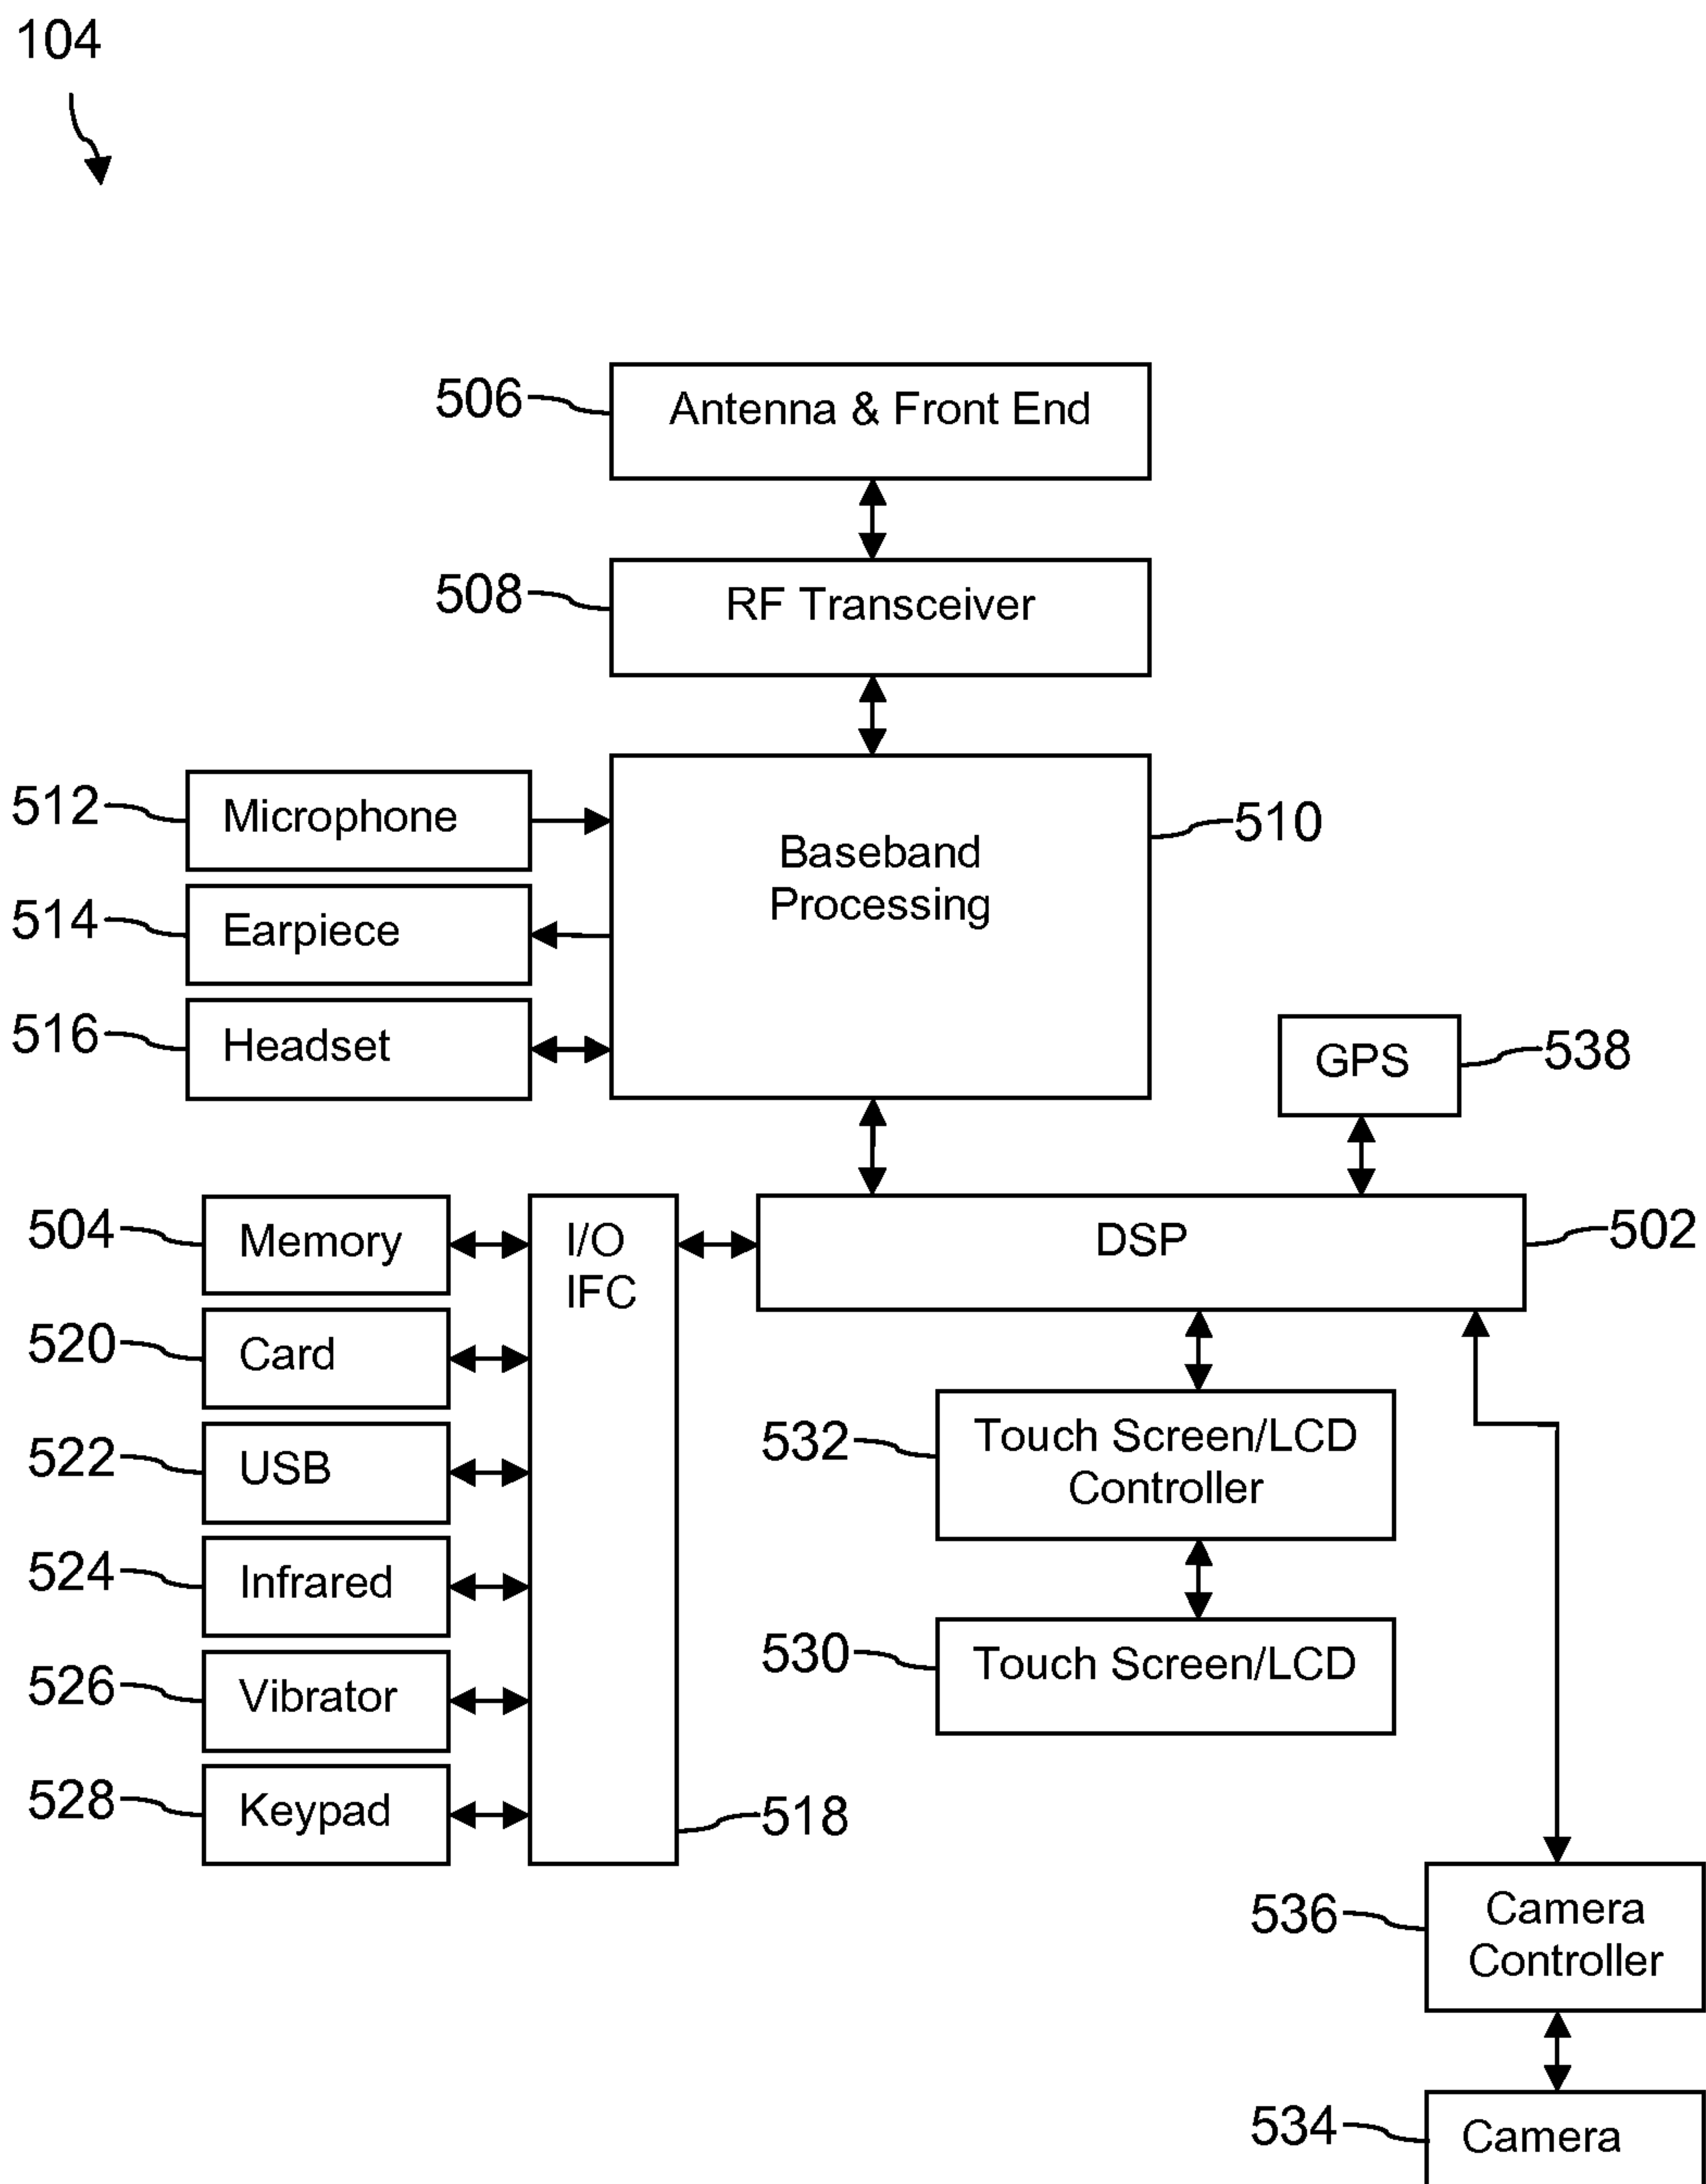 104
506
Antenna & Front End
508
RF Transceiver
512
Microphone
Baseband
Processing
510
514
Earpiece
516
Headset
GPS
538
504
Memory
I/O
IFC
DSP
502
520
Card
522
USB
532
Touch Screen/LCD
Controller
524
Infrared
530
Touch Screen/LCD
526
Vibrator
528
Keypad
518
536
Camera
Controller
534
Camera